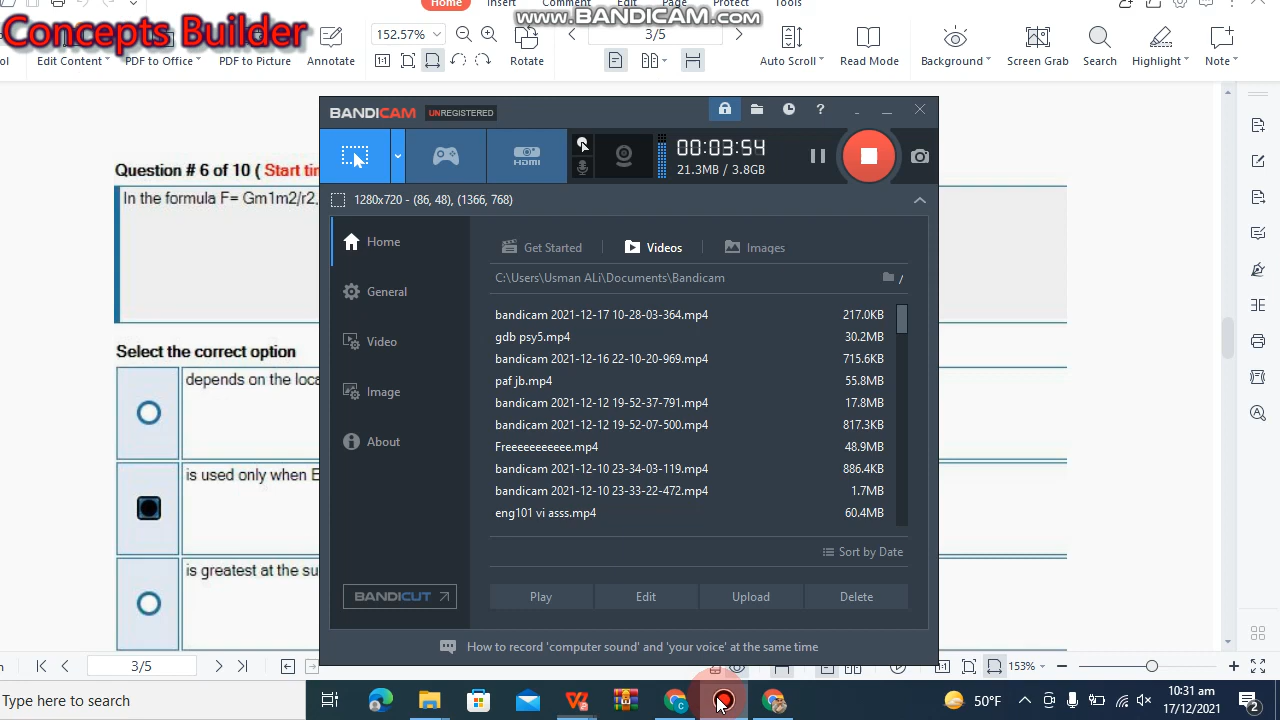 Home Insert Comment Edit Page Protect Tools
www.BANDICAM.COM
Concepts Builder
152.57%
3/5
Edit Content PDF to Office PDF to Picture Annotate Rotate Auto Scroll Read Mode Background Screen Grab Search Highlight Note
BANDICAM UNREGISTERED
00:03:54
21.3MB / 3.8GB
HDMI
1280x720 - (86, 48), (1366, 768)
Question # 6 of 10 ( Start
In the formula F= Gm1m2/r2,
Select the correct option
depends on the
is used only when
is greatest at the
Home
General
Video
Image
About
BANDICUT
Get Started Videos Images
C:\Users\Usman ALi\Documents\Bandicam
/
bandicam 2021-12-17 10-28-03-364.mp4 217.0KB
gdb psy5.mp4 30.2MB
bandicam 2021-12-16 22-10-20-969.mp4 715.6KB
paf jb.mp4 55.8MB
bandicam 2021-12-12 19-52-37-791.mp4 17.8MB
bandicam 2021-12-12 19-52-07-500.mp4 817.3KB
Freeeeeeeeeee.mp4 48.9MB
bandicam 2021-12-10 23-34-03-119.mp4 886.4KB
bandicam 2021-12-10 23-33-22-472.mp4 1.7MB
eng101 vi asss.mp4 60.4MB
Sort by Date
Play Edit Upload Delete
How to record 'computer sound' and 'your voice' at the same time
3/5
153%
Type here to search
50°F
10:31 am
17/12/2021
2